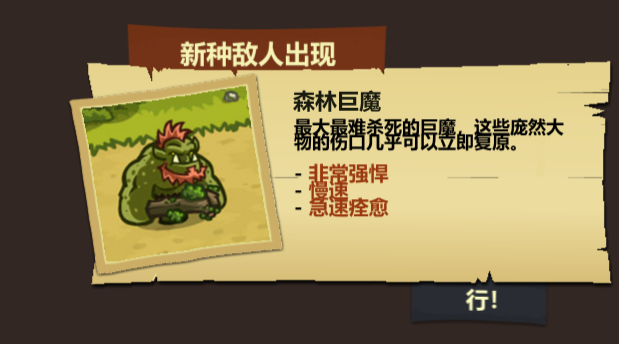 新种敌人出现
森林巨魔
最大最难杀死的巨魔，这些庞然大
物的伤口几乎可以立即复原。
- 非常强悍
- 慢速
- 急速痊愈
行!